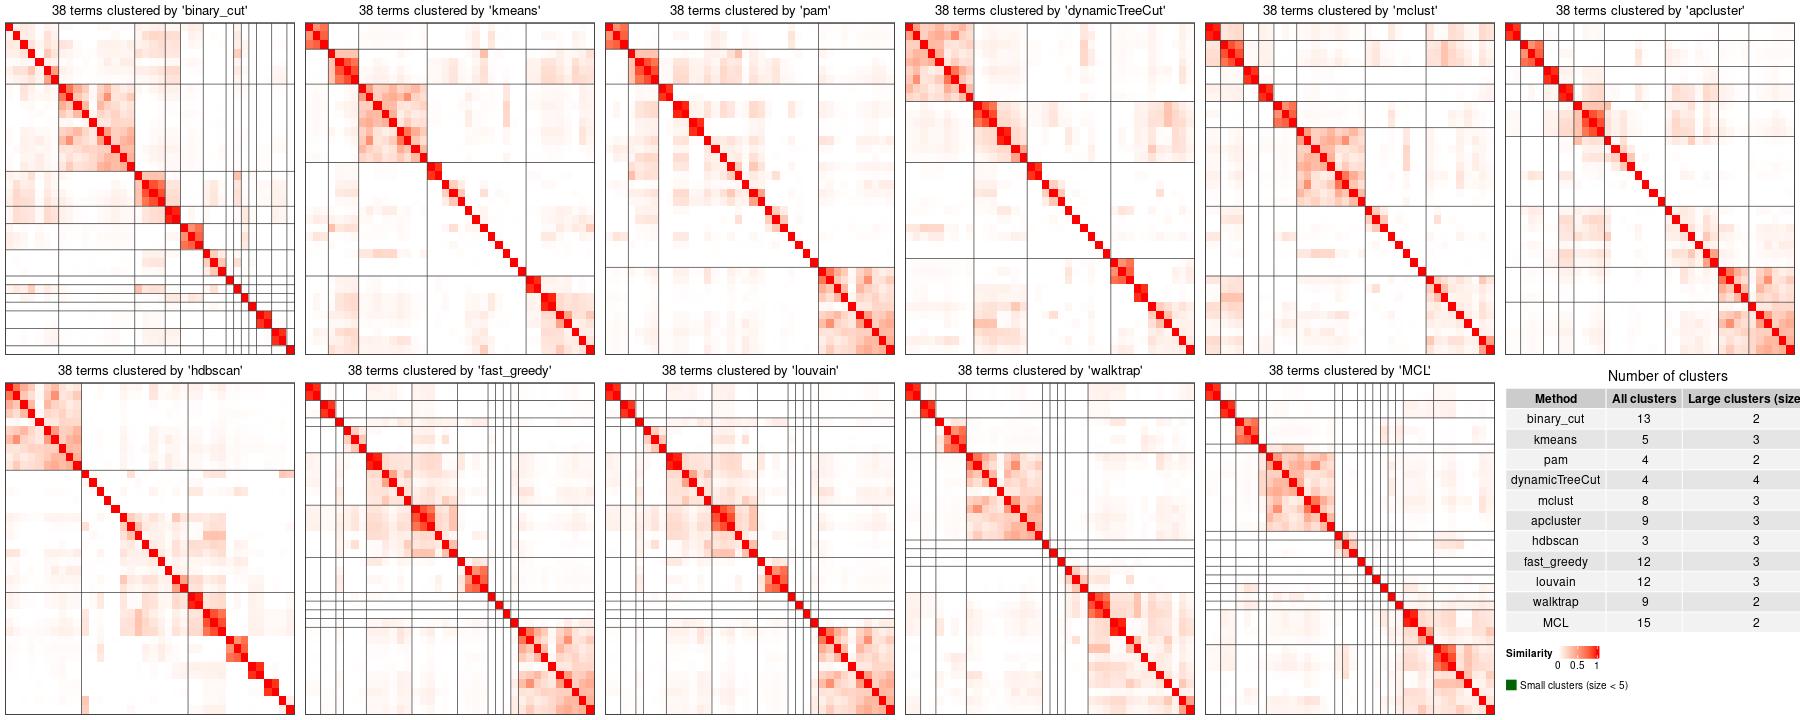 38 terms clustered by 'binary_cut'
38 terms clustered by 'kmeans'
38 terms clustered by 'pam'
38 terms clustered by 'dynamicTreeCut'
38 terms clustered by 'mclust'
38 terms clustered by 'apcluster'
38 terms clustered by 'hdbscan'
38 terms clustered by 'fast_greedy'
38 terms clustered by 'louvain'
38 terms clustered by 'walktrap'
38 terms clustered by 'MCL'
Number of clusters
Method All clusters Large clusters (size
binary_cut 13 2
kmeans 5 3
pam 4 2
dynamicTreeCut 4 4
mclust 8 3
apcluster 9 3
hdbscan 3 3
fast_greedy 12 3
louvain 12 3
walktrap 9 2
MCL 15 2
Similarity
0 0.5 1
Small clusters (size < 5)